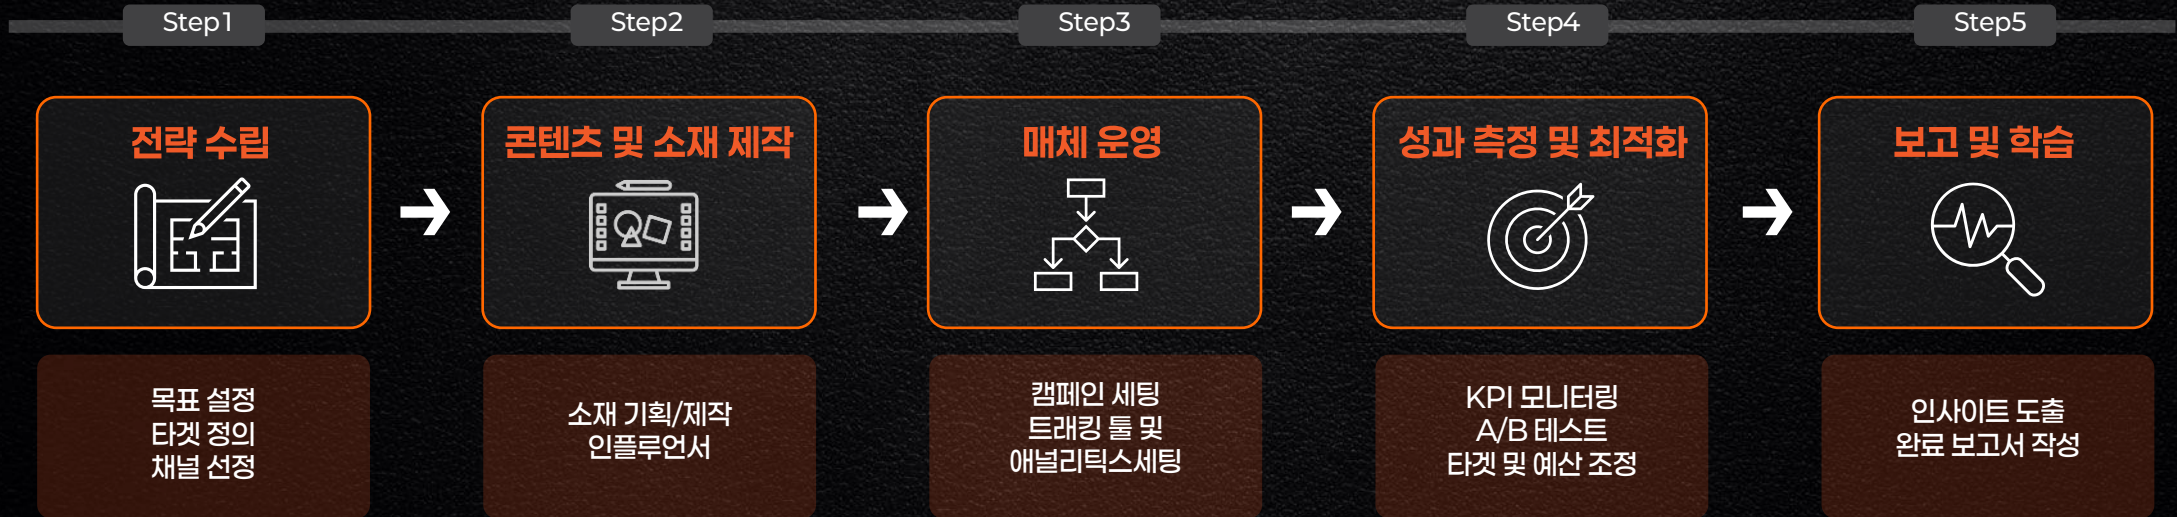 Step1
Step2
Step3
Step4
Step5
전략 수립
콘텐츠 및 소재 제작
매체 운영
성과 측정 및 최적화
보고 및 학습
목표 설정
타겟 정의
채널 선정
소재 기획/제작
인플루언서
캠페인 세팅
트래킹 툴 및
애널리틱스세팅
KPI 모니터링
A/B 테스트
타겟 및 예산 조정
인사이트 도출
완료 보고서 작성